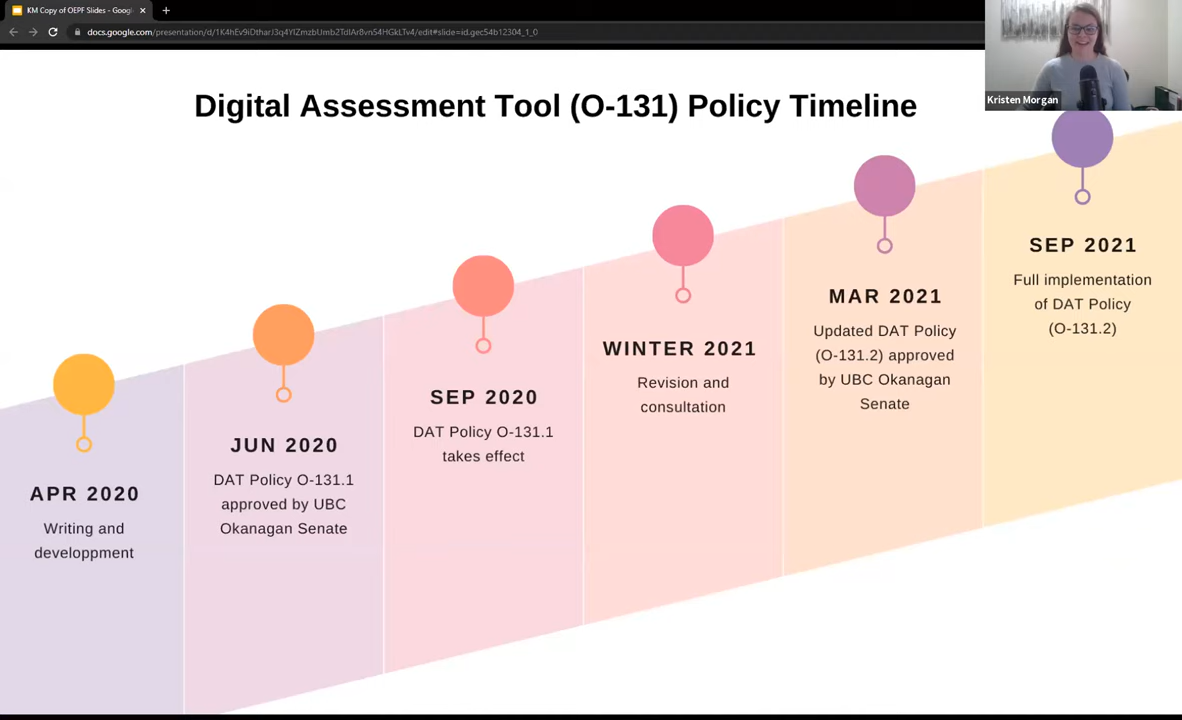 KM Copy of OEPF Slides - Googl
docs.google.com/presentation/d/1K4hEv9iDtharJ3q4YlZmzbUmb2TdlAr8vn54HGkLTv4/edit#slide=id.gec54b12304_1_0
Kristen Morgan
Digital Assessment Tool (O-131) Policy Timeline
APR 2020
Writing and
developpment
JUN 2020
DAT Policy O-131.1
approved by UBC
Okanagan Senate
SEP 2020
DAT Policy O-131.1
takes effect
WINTER 2021
Revision and
consultation
MAR 2021
Updated DAT Policy
(O-131.2) approved
by UBC Okanagan
Senate
SEP 2021
Full implementation
of DAT Policy
(O-131.2)